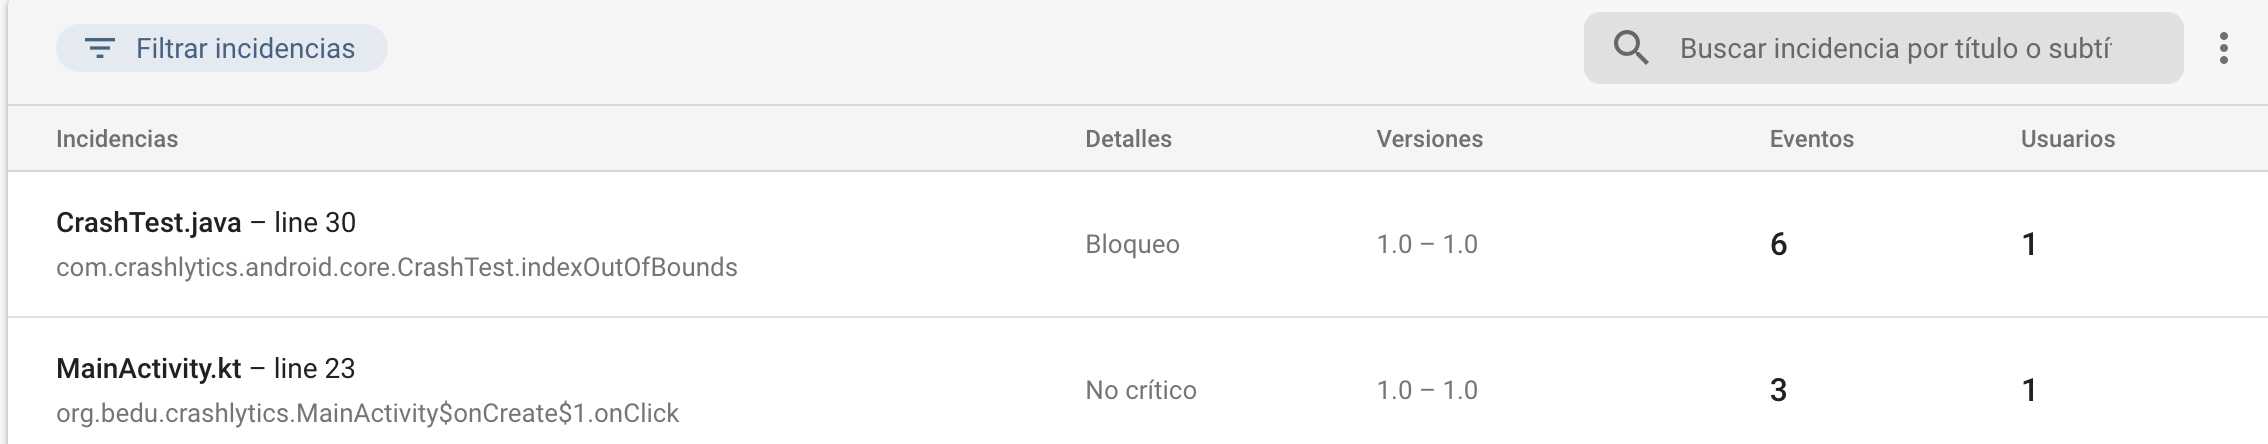 Filtrar incidencias
Buscar incidencia por título o subtí
Incidencias Detalles Versiones Eventos Usuarios
CrashTest.java – line 30
com.crashlytics.android.core.CrashTest.indexOutOfBounds
Bloqueo 1.0 – 1.0 6 1
MainActivity.kt – line 23
org.bedu.crashlytics.MainActivity$onCreate$1.onClick
No crítico 1.0 – 1.0 3 1